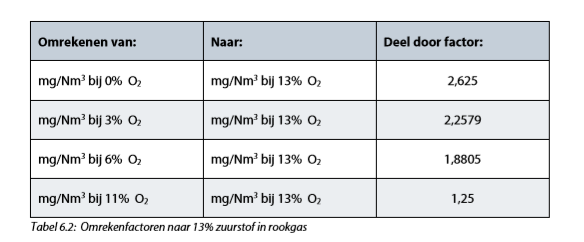 Omrekenen van: Naar: Deel door factor:
mg/Nm³ bij 0% O₂ mg/Nm³ bij 13% O₂ 2,625
mg/Nm³ bij 3% O₂ mg/Nm³ bij 13% O₂ 2,2579
mg/Nm³ bij 6% O₂ mg/Nm³ bij 13% O₂ 1,8805
mg/Nm³ bij 11% O₂ mg/Nm³ bij 13% O₂ 1,25
Tabel 6.2: Omrekenfactoren naar 13% zuurstof in rookgas